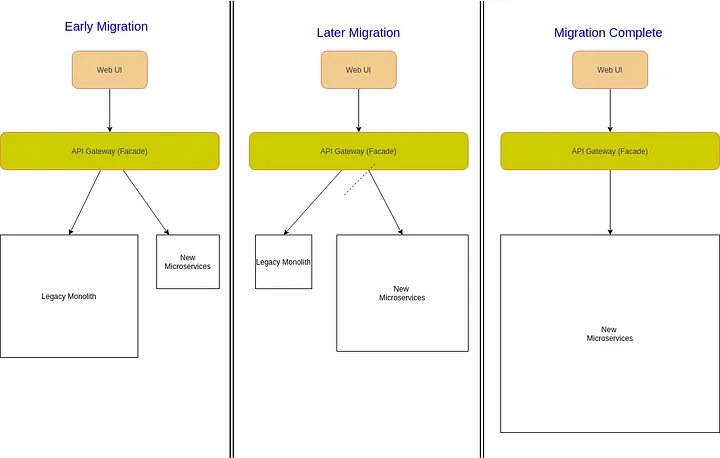 Early Migration
Web UI
API Gateway (Facade)
Legacy Monolith
New
Microservices
Later Migration
Web UI
API Gateway (Facade)
Legacy Monolith
New
Microservices
Migration Complete
Web UI
API Gateway (Facade)
New
Microservices